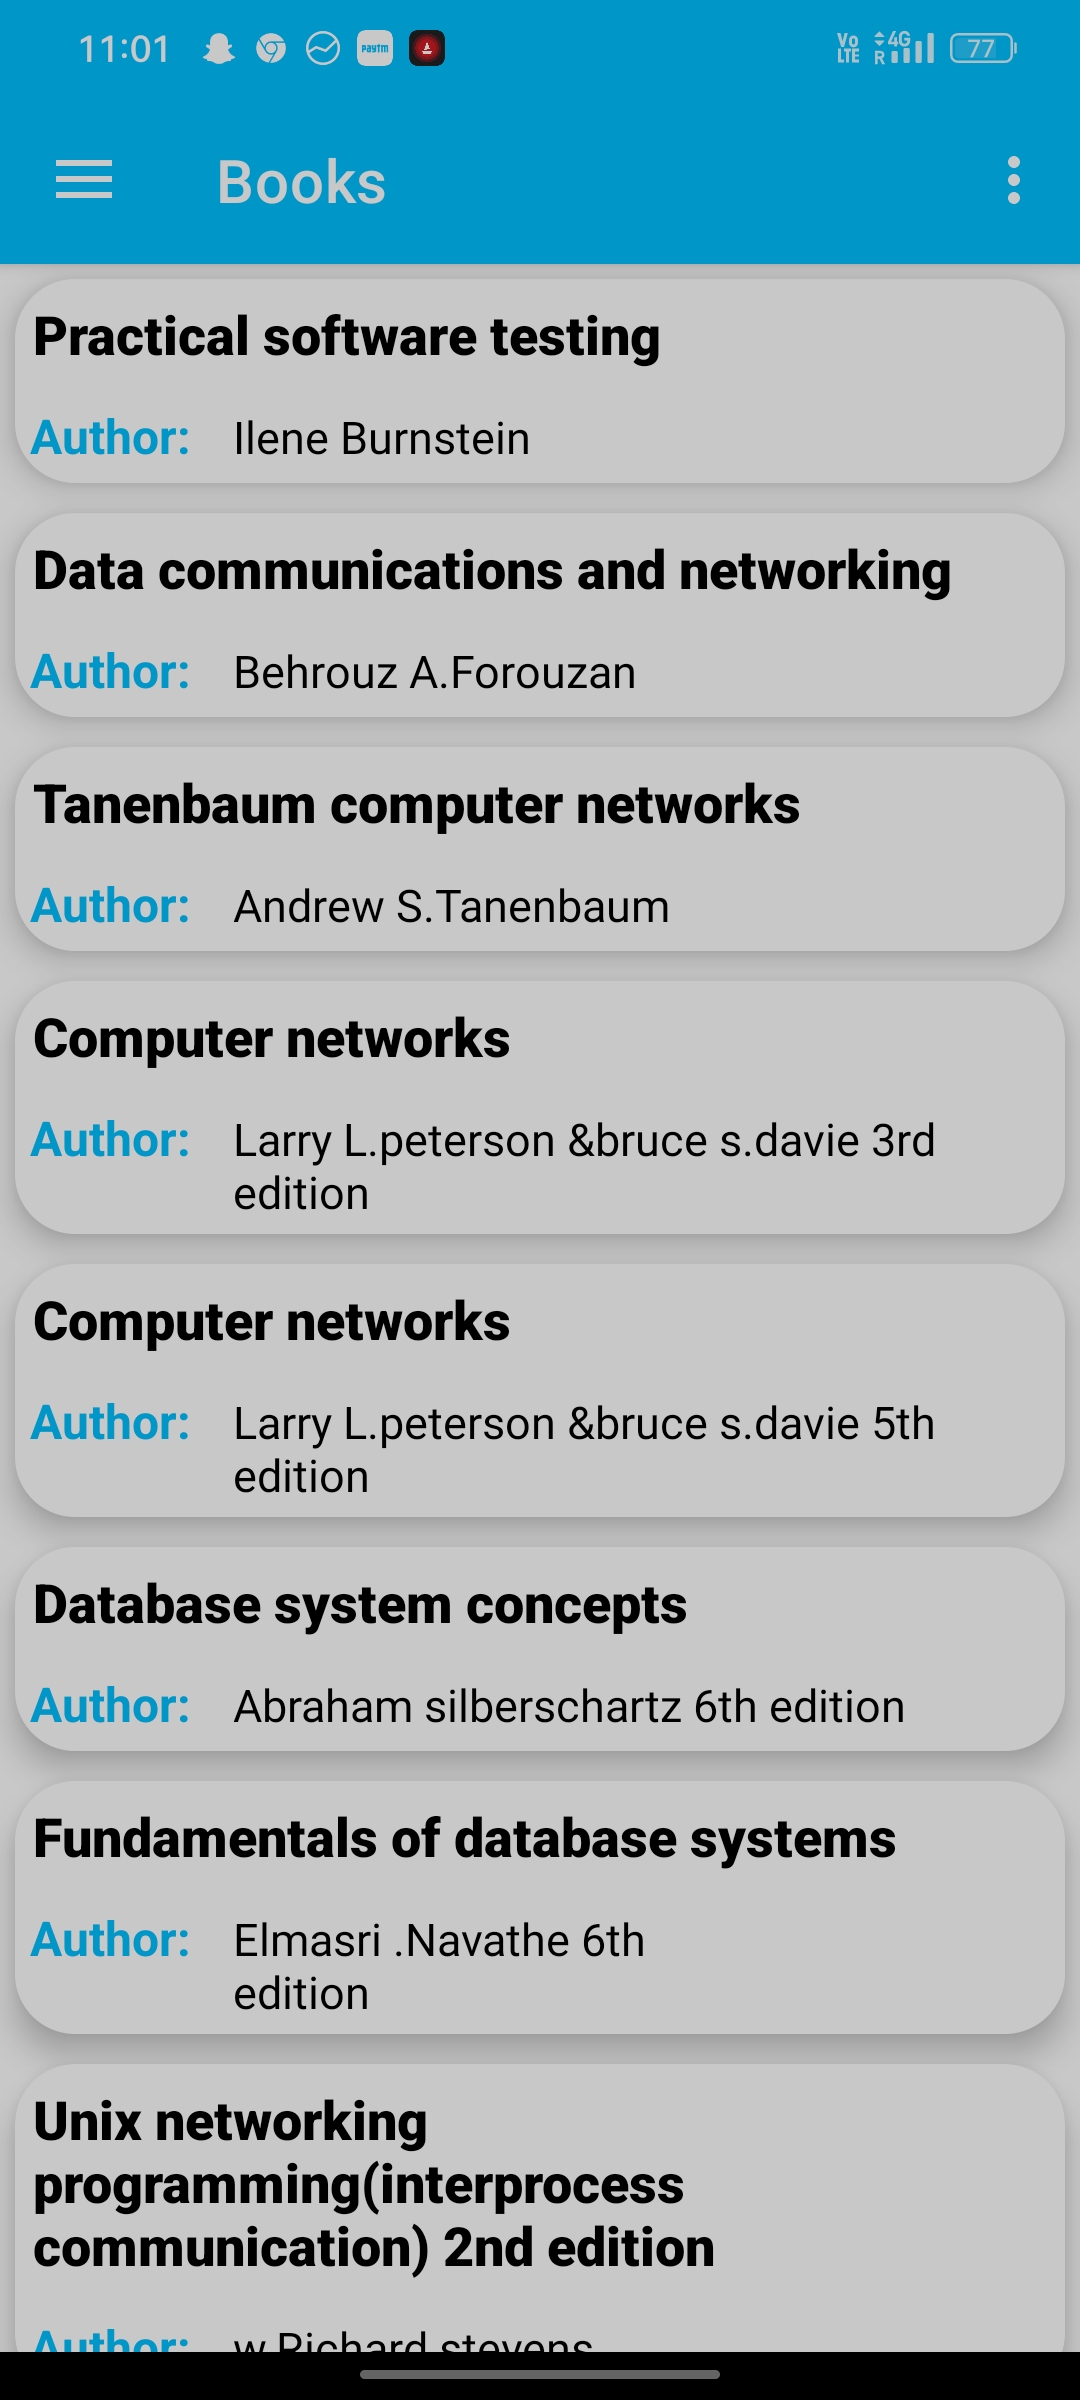 11:01
paytm
Vo
LTE
4G
R
77
Books
Practical software testing
Author: Ilene Burnstein
Data communications and networking
Author: Behrouz A.Forouzan
Tanenbaum computer networks
Author: Andrew S.Tanenbaum
Computer networks
Author: Larry L.peterson &bruce s.davie 3rd
edition
Computer networks
Author: Larry L.peterson &bruce s.davie 5th
edition
Database system concepts
Author: Abraham silberschartz 6th edition
Fundamentals of database systems
Author: Elmasri .Navathe 6th
edition
Unix networking
programming(interprocess
communication) 2nd edition
Author: w.Richard stevens